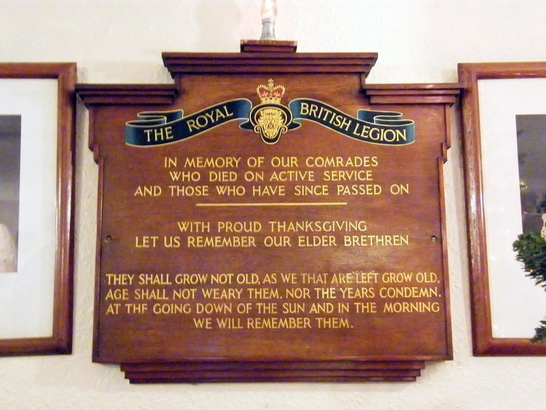 THE ROYAL BRITISH LEGION
IN MEMORY OF OUR COMRADES
WHO DIED ON ACTIVE SERVICE
AND THOSE WHO HAVE SINCE PASSED ON
WITH PROUD THANKSGIVING
LET US REMEMBER OUR ELDER BRETHREN
THEY SHALL GROW NOT OLD, AS WE THAT ARE LEFT GROW OLD.
AGE SHALL NOT WEARY THEM, NOR THE YEARS CONDEMN.
AT THE GOING DOWN OF THE SUN AND IN THE MORNING
WE WILL REMEMBER THEM.